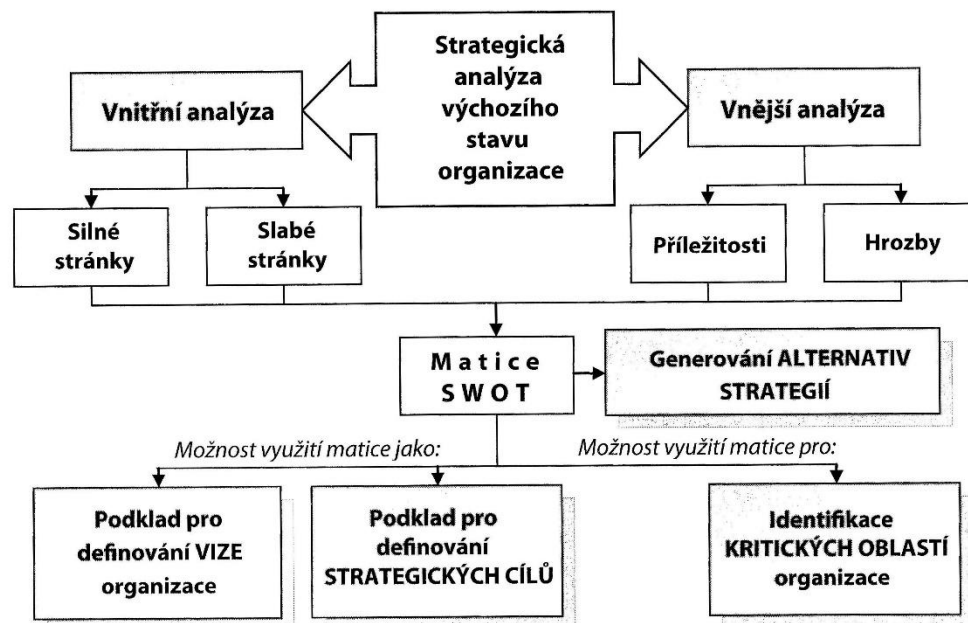 Strategická
analýza
výchozího
stavu
organizace
Vnitřní analýza
Vnější analýza
Silné
stránky
Slabé
stránky
Příležitosti
Hrozby
Matice
SWOT
Generování ALTERNATIV
STRATEGIÍ
Možnost využití matice jako:
Možnost využití matice pro:
Podklad pro
definování VIZE
organizace
Podklad pro
definování
STRATEGICKÝCH CÍLŮ
Identifikace
KRITICKÝCH OBLASTÍ
organizace